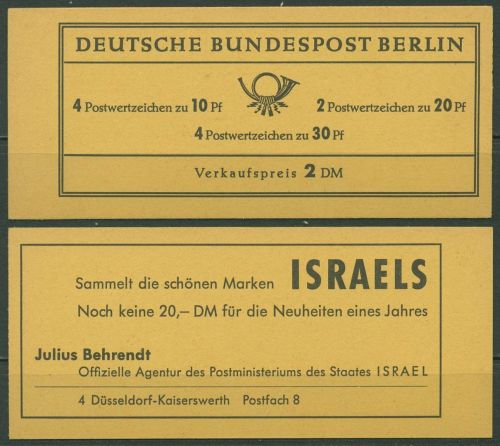 DEUTSCHE BUNDESPOST BERLIN
4 Postwertzeichen zu 10 Pf 2 Postwertzeichen zu 20 Pf
4 Postwertzeichen zu 30 Pf
Verkaufspreis 2 DM
Sammelt die schönen Marken ISRAELS
Noch keine 20,— DM für die Neuheiten eines Jahres
Julius Behrendt
Offizielle Agentur des Postministeriums des Staates ISRAEL
4 Düsseldorf-Kaiserswerth Postfach 8